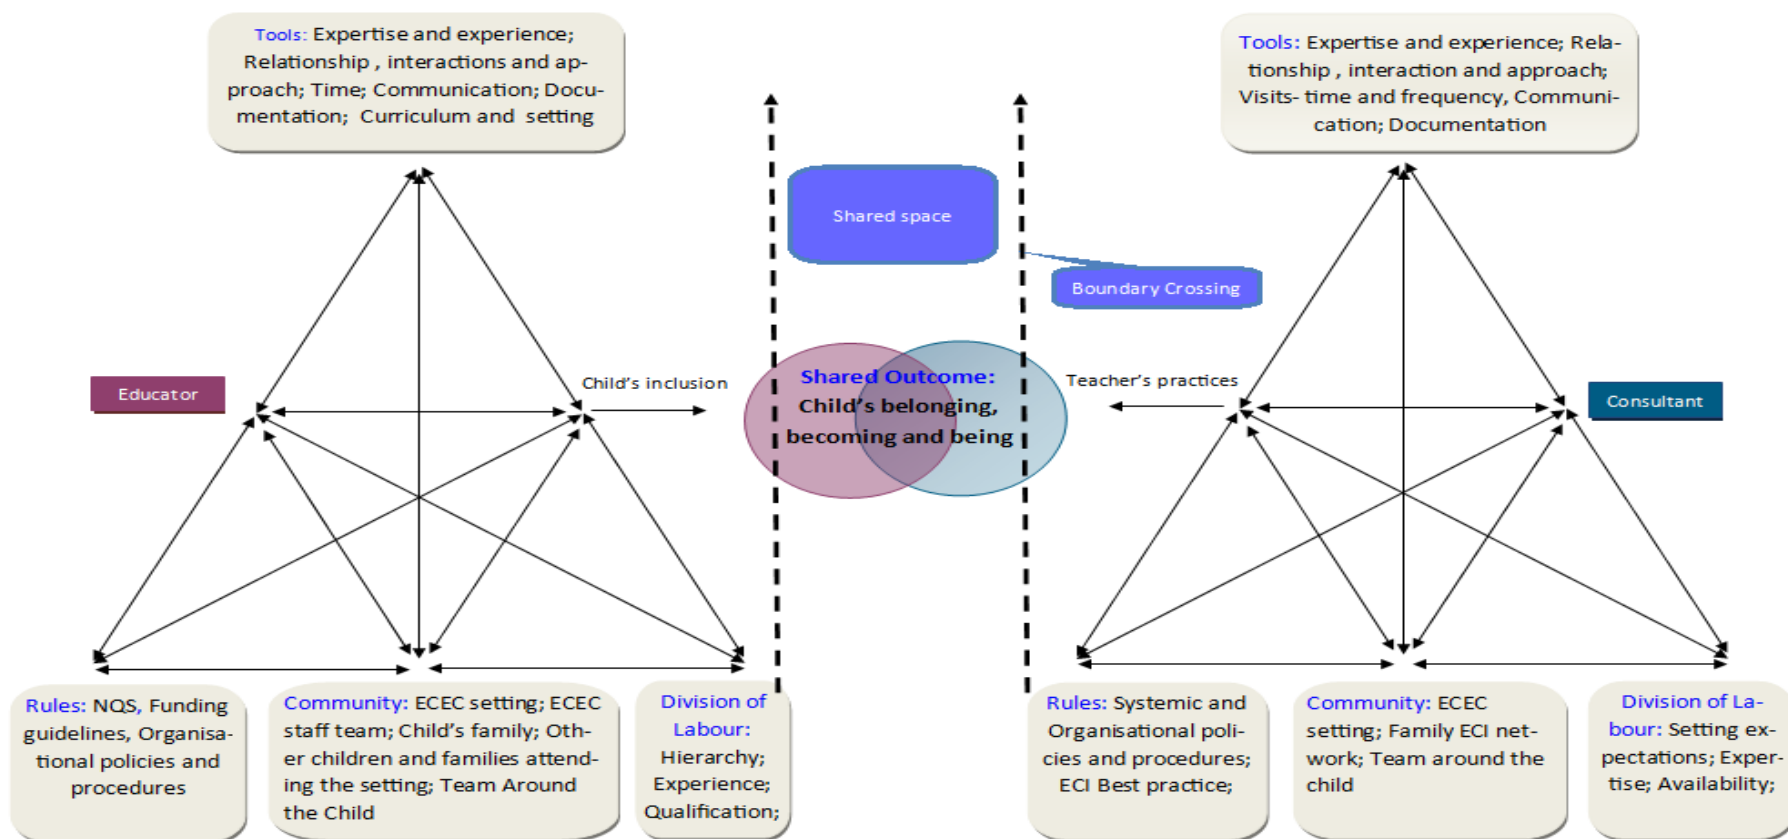 Tools: Expertise and experience;
Relationship , interactions and ap-
proach; Time; Communication; Docu-
mentation;  Curriculum and  setting
Tools: Expertise and experience; Rela-
tionship , interaction and approach;
Visits- time and frequency, Communi-
cation; Documentation
Shared space
Boundary Crossing
Educator
Child’s inclusion
Shared Outcome:
Child’s belonging,
becoming and being
Teacher’s practices
Consultant
Rules: NQS, Funding
guidelines, Organisa-
tional policies and
procedures
Community: ECEC setting; ECEC
staff team; Child’s family; Oth-
er children and families attend-
ing the setting; Team Around
the Child
Division of
Labour:
Hierarchy;
Experience;
Qualification;
Rules: Systemic and
Organisational poli-
cies and procedures;
ECI Best practice;
Community: ECEC
setting; Family ECI net-
work; Team around the
child
Division of La-
bour: Setting ex-
pectations; Exper-
tise; Availability;